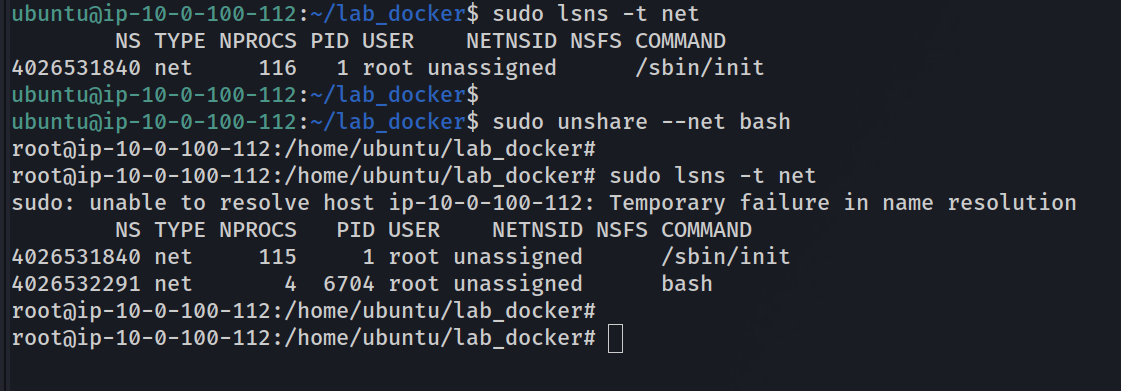 ubuntu@ip-10-0-100-112:~/lab_docker$ sudo lsns -t net
        NS TYPE NPROCS PID USER    NETNSID NSFS COMMAND
4026531840 net     116   1 root unassigned      /sbin/init
ubuntu@ip-10-0-100-112:~/lab_docker$
ubuntu@ip-10-0-100-112:~/lab_docker$ sudo unshare --net bash
root@ip-10-0-100-112:/home/ubuntu/lab_docker#
root@ip-10-0-100-112:/home/ubuntu/lab_docker# sudo lsns -t net
sudo: unable to resolve host ip-10-0-100-112: Temporary failure in name resolution
        NS TYPE NPROCS   PID USER    NETNSID NSFS COMMAND
4026531840 net     115     1 root unassigned      /sbin/init
4026532291 net       4  6704 root unassigned      bash
root@ip-10-0-100-112:/home/ubuntu/lab_docker#
root@ip-10-0-100-112:/home/ubuntu/lab_docker#